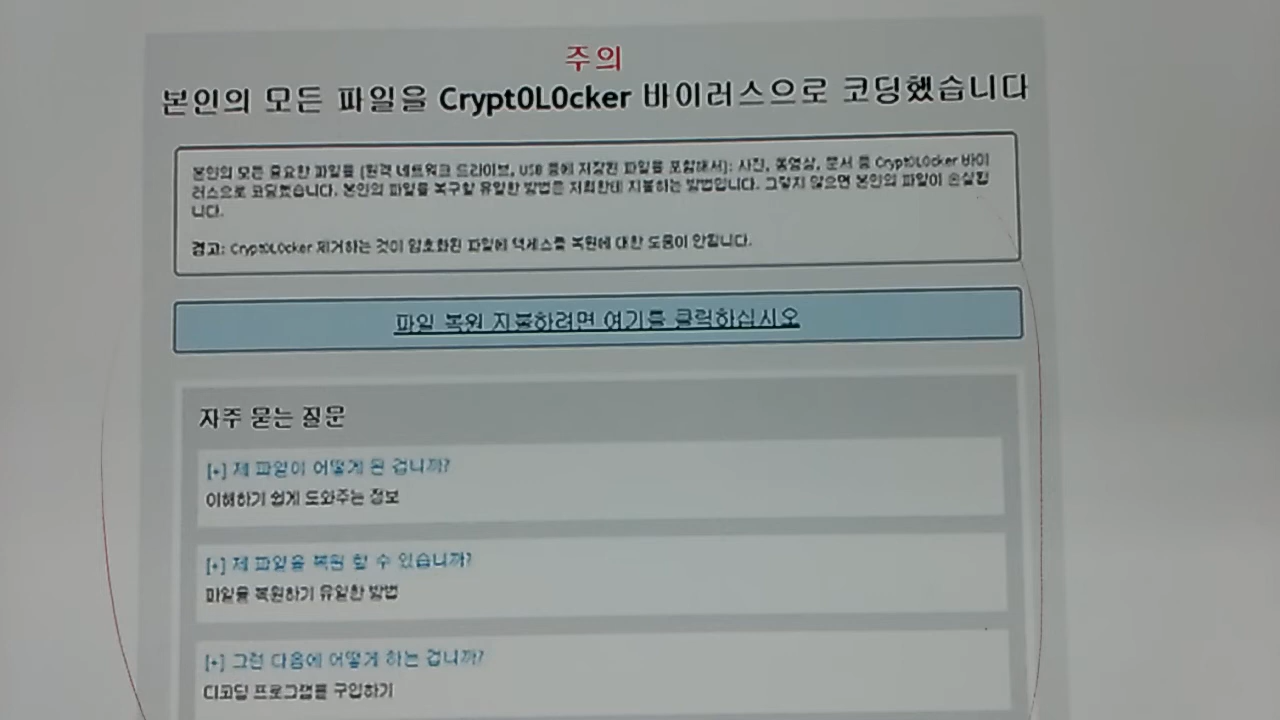 주의
본인의 모든 파일을 Crypt0L0cker 바이러스으로 코딩했습니다
본인의 모든 중요한 파일를 (원격 네트워크 드라이브, USB 등에 저장된 파일를 포함해서): 사진, 동영상, 문서 등 Crypt0L0cker 바이
러스으로 코딩했습니다. 본인의 파일를 복구할 유일한 방법은 저희한테 지불하는 방법입니다. 그렇지 않으면 본인의 파일이 손실됩
니다.
경고: Crypt0L0cker 제거하는 것이 암호화된 파일에 액세스를 복원에 대한 도움이 안됩니다.
파일 복원 지불하려면 여기를 클릭하십시오
자주 묻는 질문
[+] 제 파일이 어떻게 된 겁니까?
이해하기 쉽게 도와주는 정보
[+] 제 파일을 복원 할 수 있습니까?
파일을 복원하기 유일한 방법
[+] 그런 다음에 어떻게 하는 겁니까?
디코딩 프로그램를 구입하기